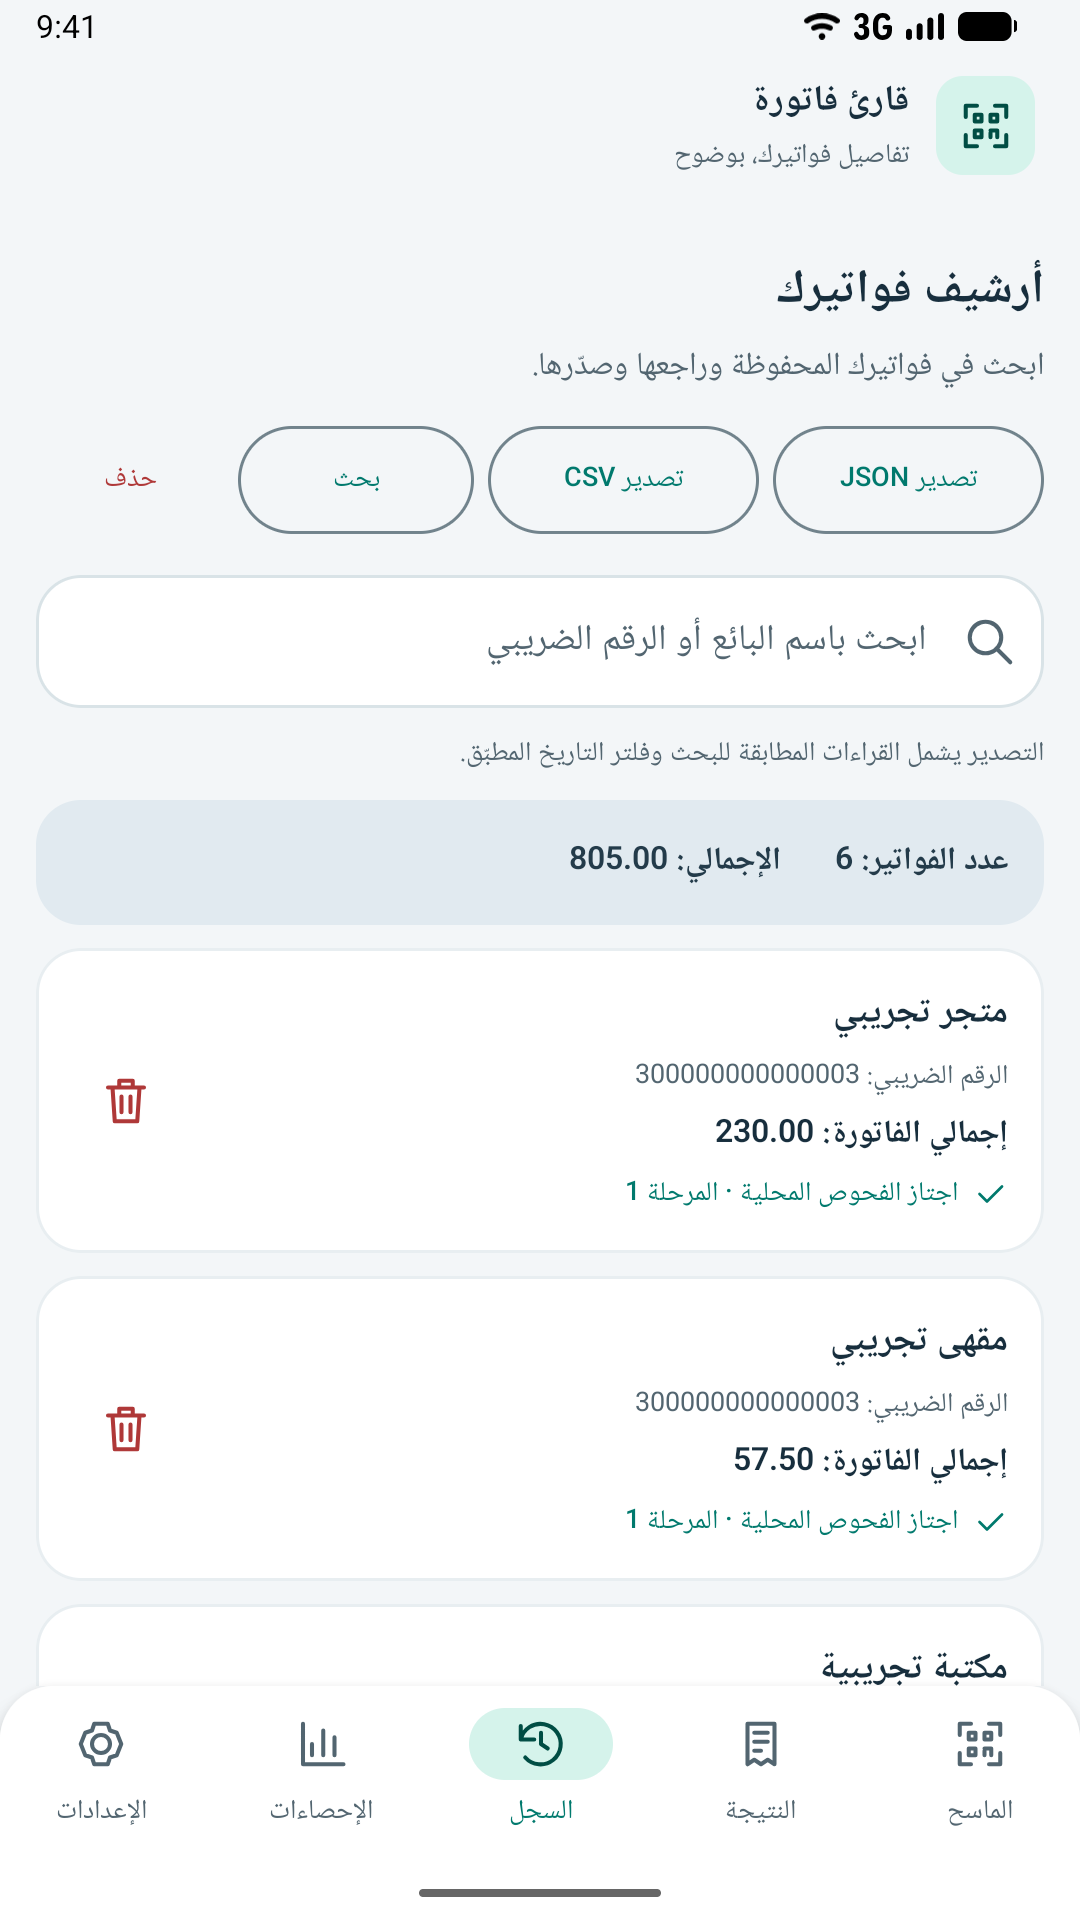 9:41
3G
قارئ فاتورة
تفاصيل فواتيرك، بوضوح
أرشيف فواتيرك
ابحث في فواتيرك المحفوظة وراجعها وصدّرها.
تصدير JSON
تصدير CSV
بحث
حذف
ابحث باسم البائع أو الرقم الضريبي
التصدير يشمل القراءات المطابقة للبحث وفلتر التاريخ المطبّق.
عدد الفواتير: 6
الإجمالي: 805.00
متجر تجريبي
الرقم الضريبي: 300000000000003
إجمالي الفاتورة: 230.00
اجتاز الفحوص المحلية · المرحلة 1
مقهى تجريبي
الرقم الضريبي: 300000000000003
إجمالي الفاتورة: 57.50
اجتاز الفحوص المحلية · المرحلة 1
مكتبة تجريبية
الماسح
النتيجة
السجل
الإحصاءات
الإعدادات